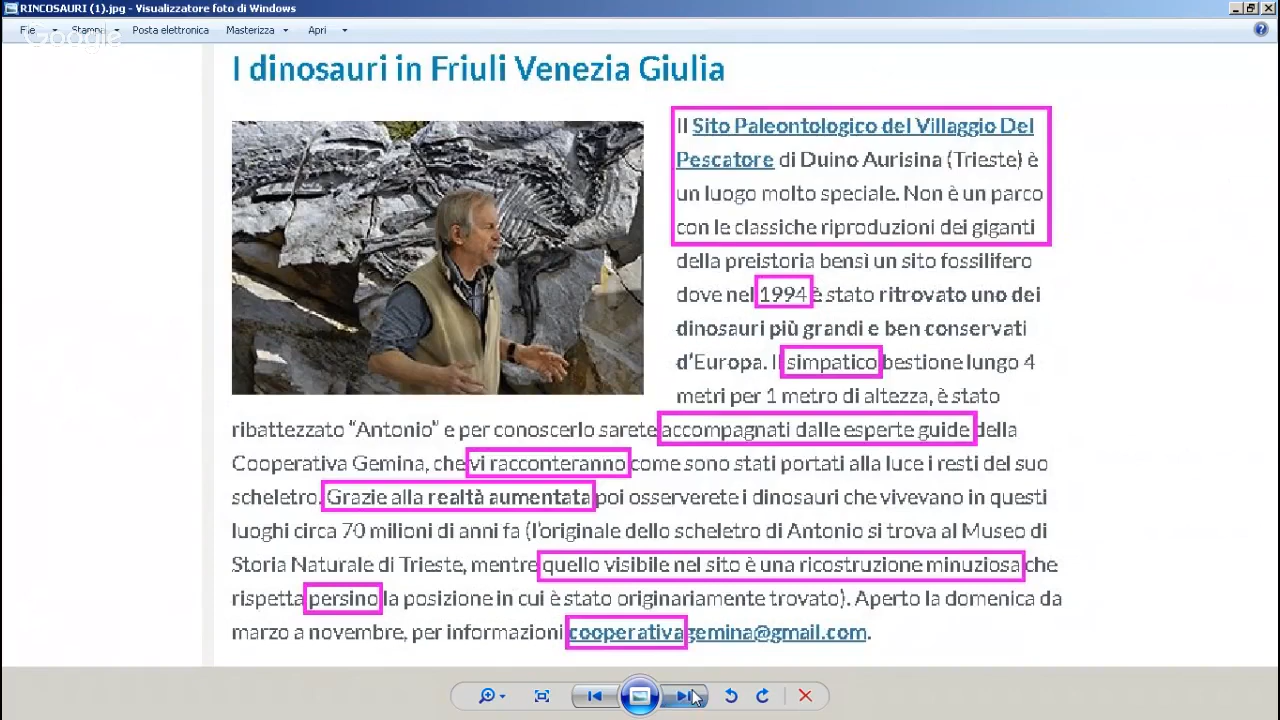 RINCOSAURI (1).jpg - Visualizzatore foto di Windows
File Stampa Posta elettronica Masterizza Apri
Google
I dinosauri in Friuli Venezia Giulia
Il Sito Paleontologico del Villaggio Del
Pescatore di Duino Aurisina (Trieste) è
un luogo molto speciale. Non è un parco
con le classiche riproduzioni dei giganti
della preistoria bensì un sito fossilifero
dove nel 1994 è stato ritrovato uno dei
dinosauri più grandi e ben conservati
d'Europa. Il simpatico bestione lungo 4
metri per 1 metro di altezza, è stato
ribattezzato “Antonio” e per conoscerlo sarete accompagnati dalle esperte guide della
Cooperativa Gemina, che vi racconteranno come sono stati portati alla luce i resti del suo
scheletro. Grazie alla realtà aumentata poi osserverete i dinosauri che vivevano in questi
luoghi circa 70 milioni di anni fa (l'originale dello scheletro di Antonio si trova al Museo di
Storia Naturale di Trieste, mentre quello visibile nel sito è una ricostruzione minuziosa che
rispetta persino la posizione in cui è stato originariamente trovato). Aperto la domenica da
marzo a novembre, per informazioni cooperativagemina@gmail.com.